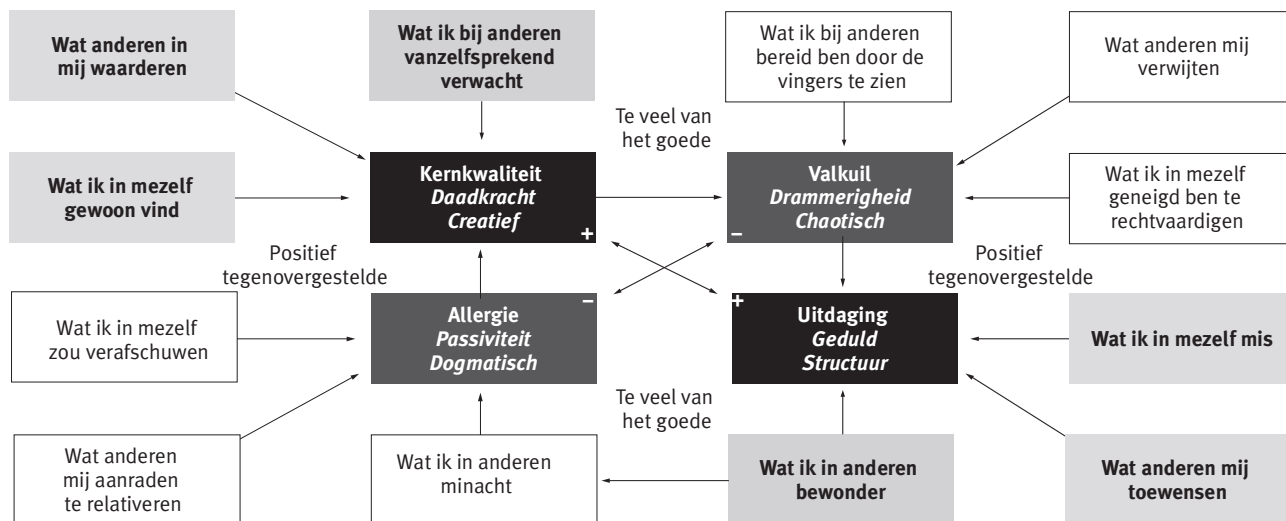 Wat anderen in
mij waarderen
Wat ik bij anderen
vanzelfsprekend
verwacht
Wat ik bij anderen
bereid ben door de
vingers te zien
Wat anderen mij
verwijten
Te veel van
het goede
Wat ik in mezelf
gewoon vind
Kernkwaliteit
Daadkracht
Creatief
+
Valkuil
Drammerigheid
Chaotisch
–
Wat ik in mezelf
geneigd ben te
rechtvaardigen
Positief
tegenovergestelde
Positief
tegenovergestelde
Wat ik in mezelf
zou verafschuwen
Allergie
Passiviteit
Dogmatisch
–
+
Uitdaging
Geduld
Structuur
Wat ik in mezelf mis
Te veel van
het goede
Wat anderen
mij aanraden
te relativeren
Wat ik in anderen
minacht
Wat ik in anderen
bewonder
Wat anderen mij
toewensen